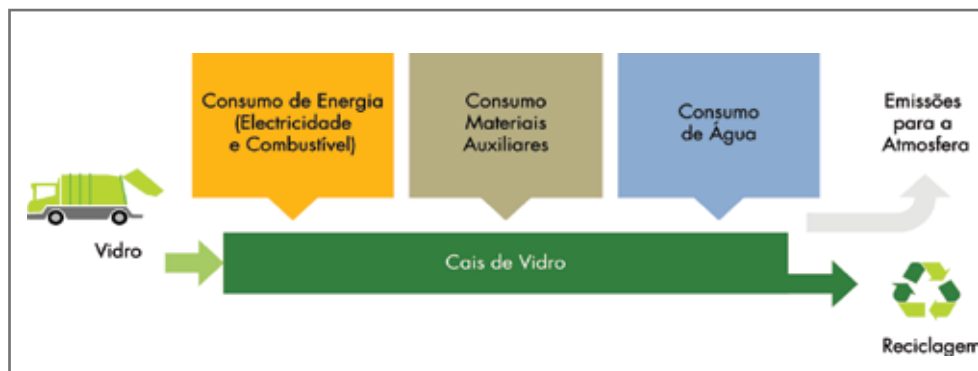 Consumo de Energia
(Electricidade
e Combustível)
Consumo
Materiais
Auxiliares
Consumo
de Água
Emissões
para a
Atmosfera
Vidro
Cais de Vidro
Reciclagem